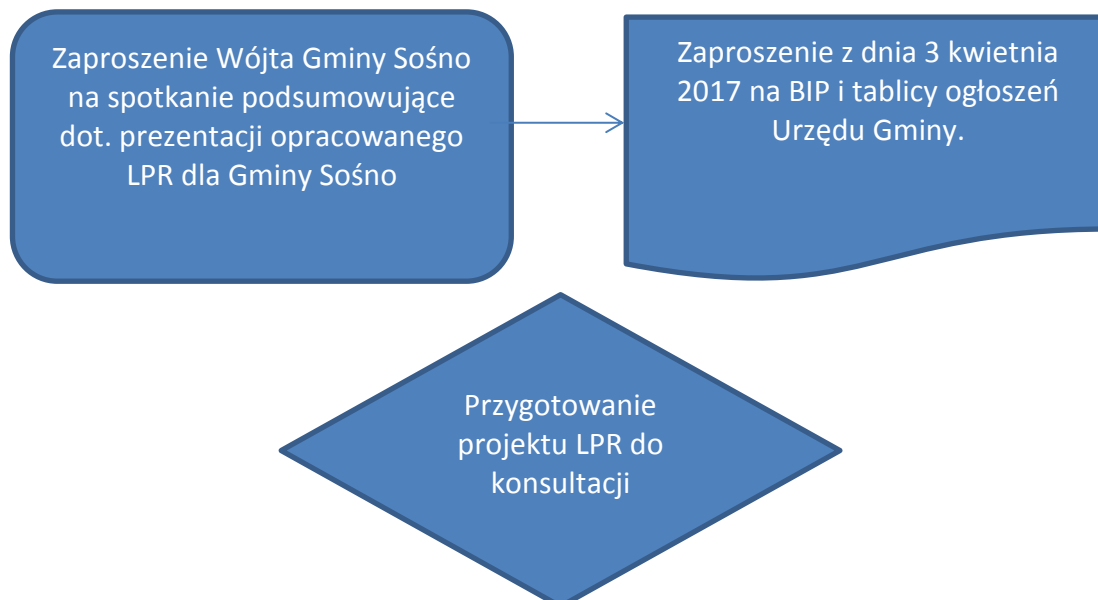 Zaproszenie Wójta Gminy Sośno
na spotkanie podsumowujące
dot. prezentacji opracowanego
LPR dla Gminy Sośno
Zaproszenie z dnia 3 kwietnia
2017 na BIP i tablicy ogłoszeń
Urzędu Gminy.
Przygotowanie
projektu LPR do
konsultacji